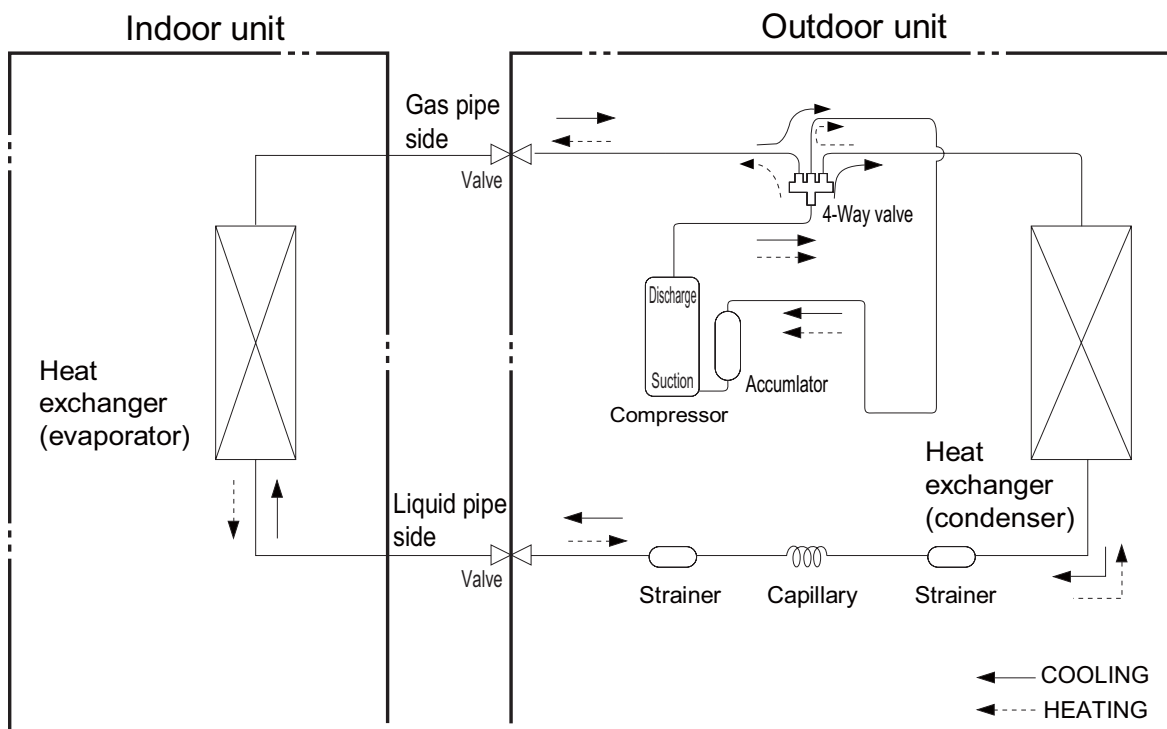 Indoor unit
Outdoor unit
Gas pipe
side
Valve
4-Way valve
Discharge
Suction
Compressor
Accumlator
Heat
exchanger
(evaporator)
Heat
exchanger
(condenser)
Liquid pipe
side
Valve
Strainer
Capillary
Strainer
COOLING
HEATING